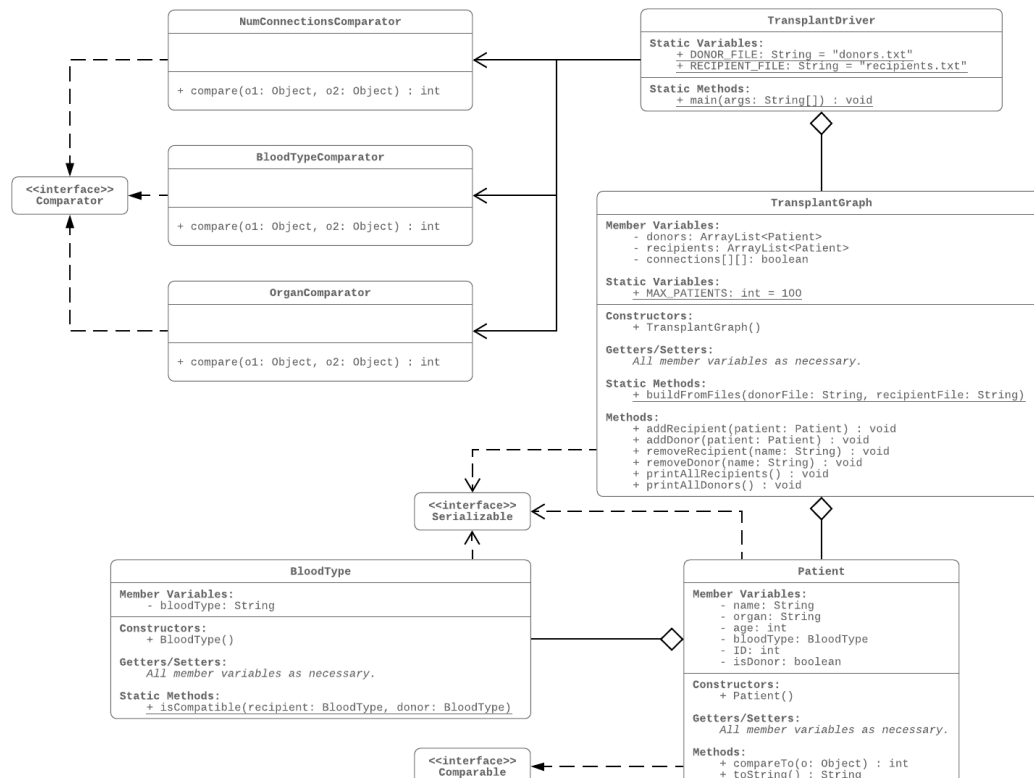 NumConnectionsComparator
+ compare(o1: Object, o2: Object) : int
TransplantDriver
Static Variables:
+ DONOR_FILE: String = "donors.txt"
+ RECIPIENT_FILE: String = "recipients.txt"
Static Methods:
+ main(args: String[]) : void
BloodTypeComparator
+ compare(o1: Object, o2: Object) : int
<<interface>>
Comparator
OrganComparator
+ compare(o1: Object, o2: Object) : int
TransplantGraph
Member Variables:
- donors: ArrayList<Patient>
- recipients: ArrayList<Patient>
- connections[][]: boolean
Static Variables:
+ MAX_PATIENTS: int = 100
Constructors:
+ TransplantGraph()
Getters/Setters:
All member variables as necessary.
Static Methods:
+ buildFromFiles(donorFile: String, recipientFile: String)
Methods:
+ addRecipient(patient: Patient) : void
+ addDonor(patient: Patient) : void
+ removeRecipient(name: String) : void
+ removeDonor(name: String) : void
+ printAllRecipients() : void
+ printAllDonors() : void
<<interface>>
Serializable
BloodType
Member Variables:
- bloodType: String
Constructors:
+ BloodType()
Getters/Setters:
All member variables as necessary.
Static Methods:
+ isCompatible(recipient: BloodType, donor: BloodType)
Patient
Member Variables:
- name: String
- organ: String
- age: int
- bloodType: BloodType
- ID: int
- isDonor: boolean
Constructors:
+ Patient()
Getters/Setters:
All member variables as necessary.
Methods:
+ compareTo(o: Object) : int
+ toString() : String
<<interface>>
Comparable